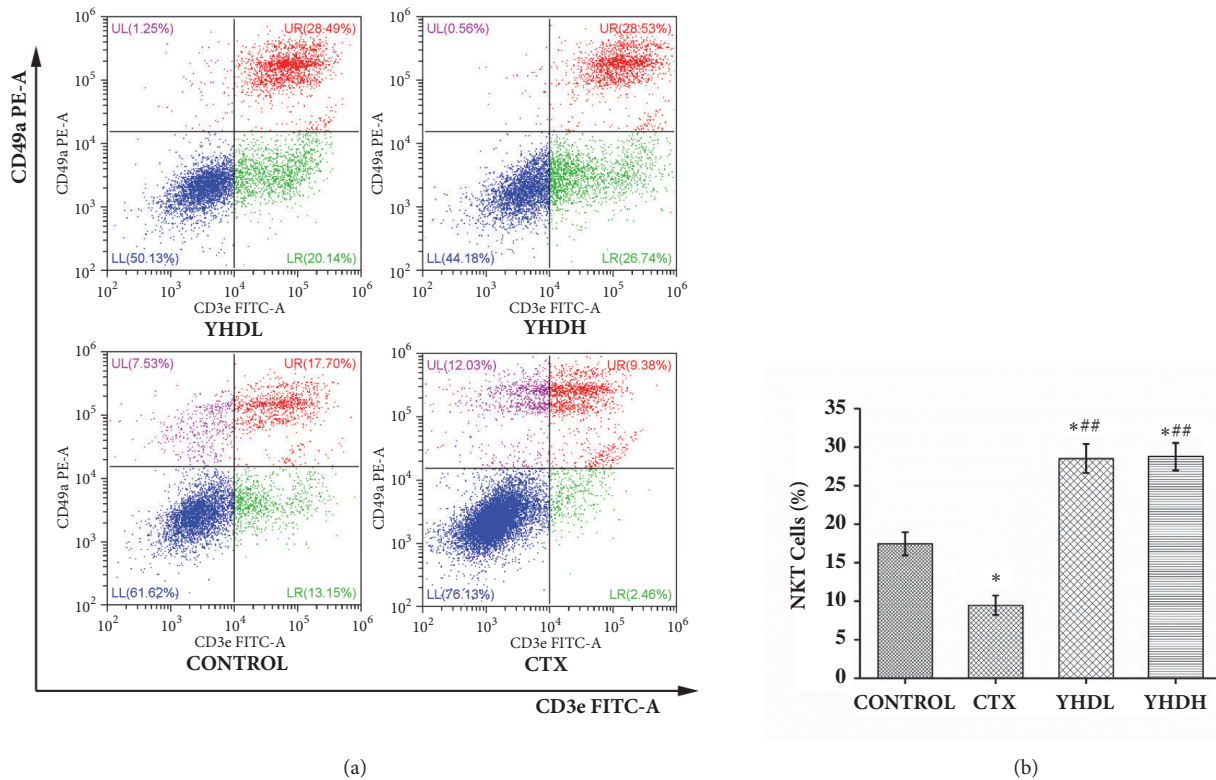 CD49a PE-A
10^6
10^5
10^4
10^3
10^2
CD49a PE-A
UL(1.25%)
UR(28.49%)
LL(50.13%)
LR(20.14%)
10^2 10^3 10^4 10^5 10^6
CD3e FITC-A
YHDL
10^6
10^5
10^4
10^3
10^2
CD49a PE-A
UL(0.56%)
UR(28.53%)
LL(44.18%)
LR(26.74%)
10^2 10^3 10^4 10^5 10^6
CD3e FITC-A
YHDH
10^6
10^5
10^4
10^3
10^2
CD49a PE-A
UL(7.53%)
UR(17.70%)
LL(61.62%)
LR(13.15%)
10^2 10^3 10^4 10^5 10^6
CD3e FITC-A
CONTROL
10^6
10^5
10^4
10^3
10^2
CD49a PE-A
UL(12.03%)
UR(9.38%)
LL(76.13%)
LR(2.46%)
10^2 10^3 10^4 10^5 10^6
CD3e FITC-A
CTX
CD3e FITC-A
(a)
NKT Cells (%)
35
30
25
20
15
10
5
0
*
*##
*##
CONTROL CTX YHDL YHDH
(b)